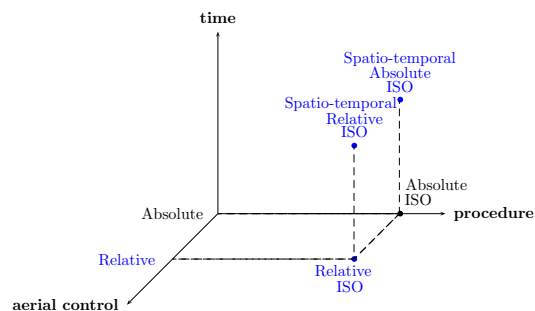 time
Spatio-temporal
Absolute
ISO
Spatio-temporal
Relative
ISO
Absolute
Absolute
ISO
procedure
Relative
Relative
ISO
aerial control